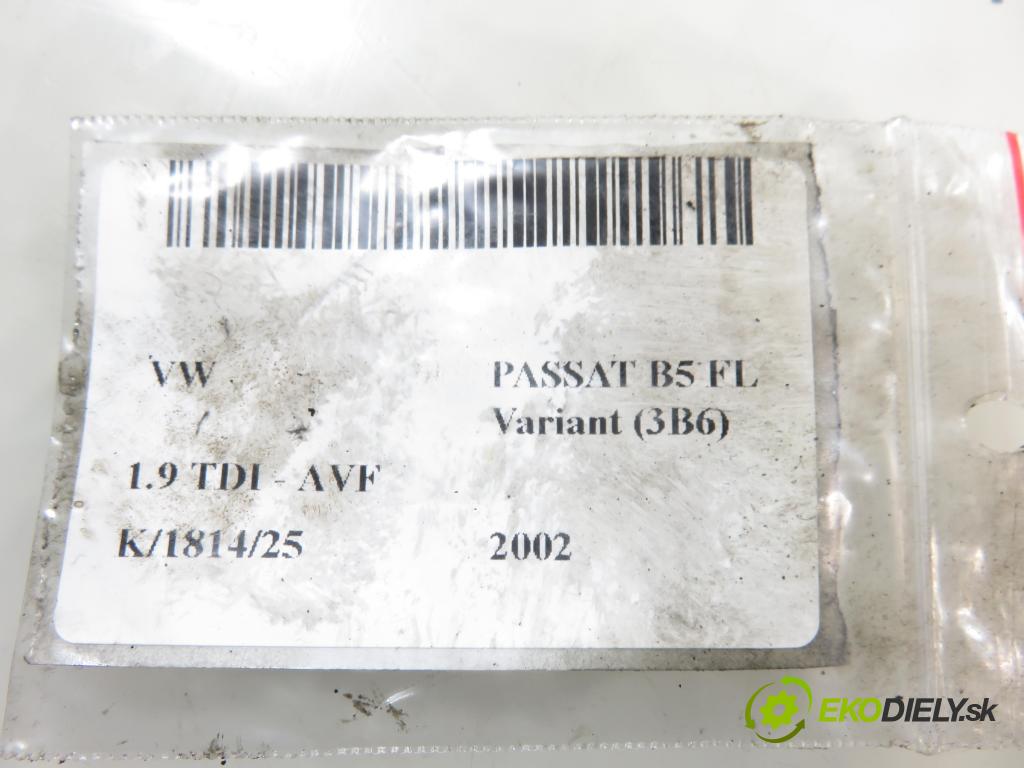 VW PASSAT B5 FL
Variant (3B6)
1.9 TDI - AVF
K/1814/25 2002
EKODIELY.sk